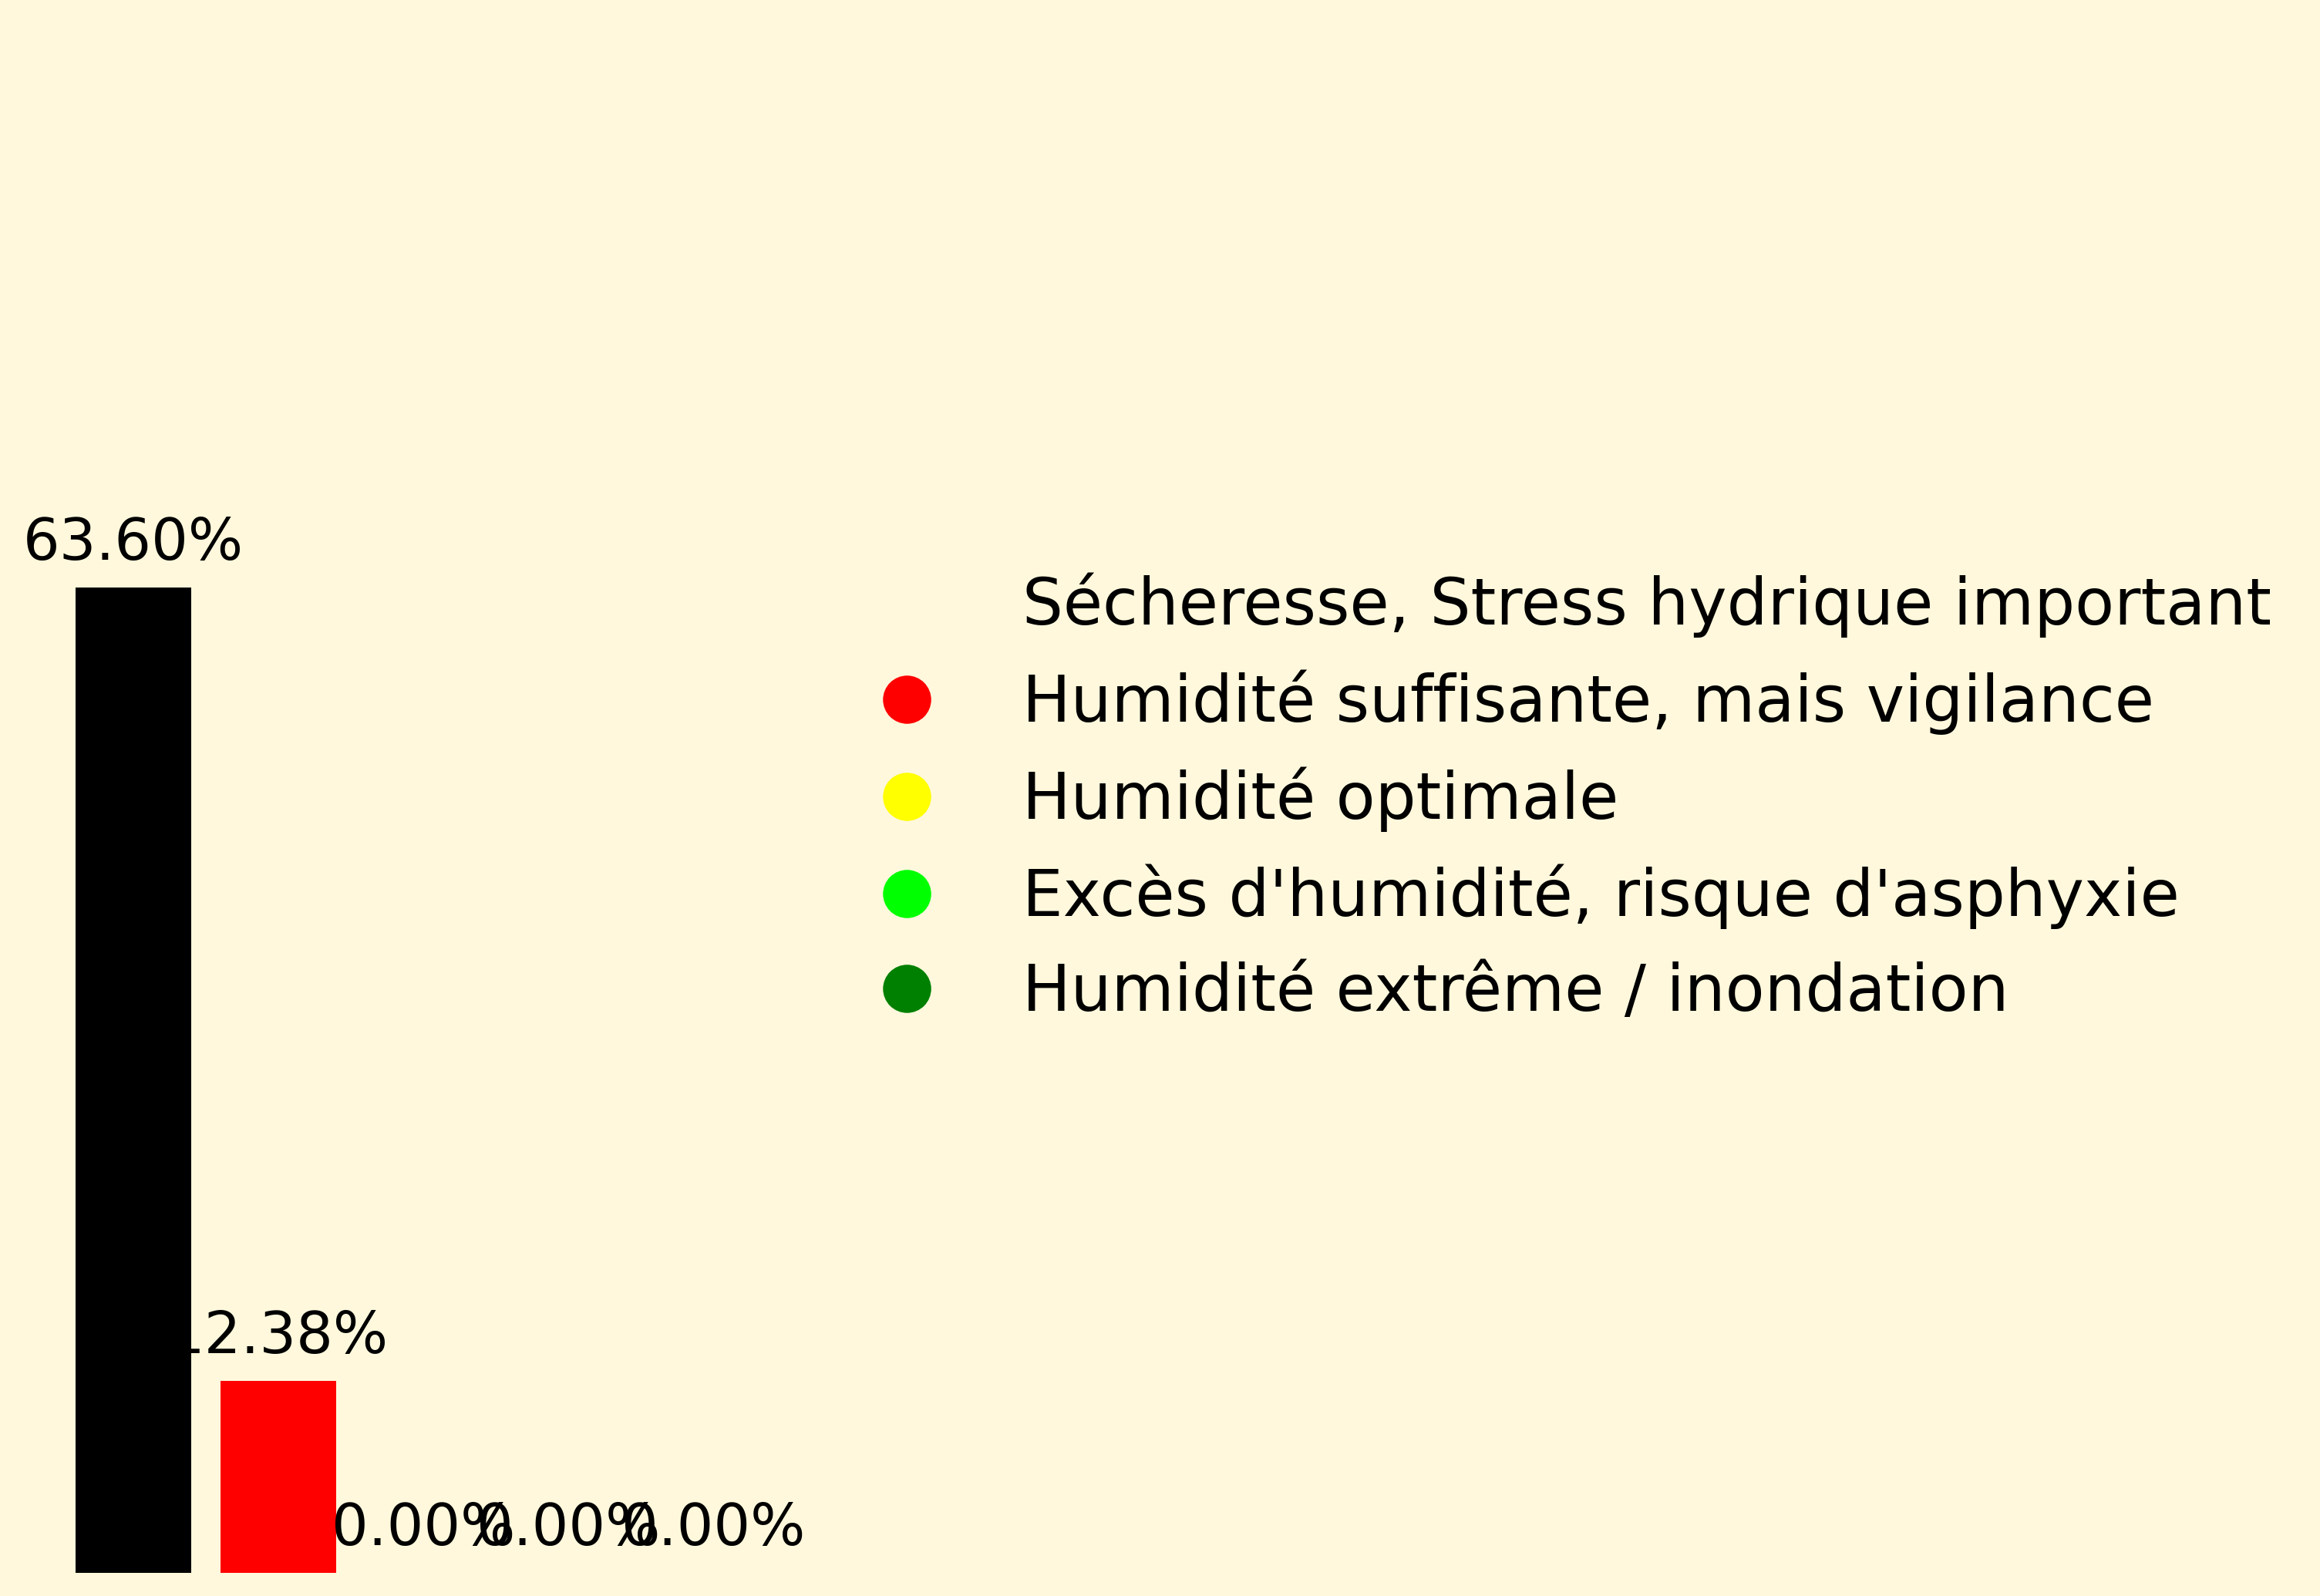 63.60%
Sécheresse, Stress hydrique important
Humidité suffisante, mais vigilance
Humidité optimale
Excès d'humidité, risque d'asphyxie
Humidité extrême / inondation
12.38%
0.00% 0.00% 0.00%